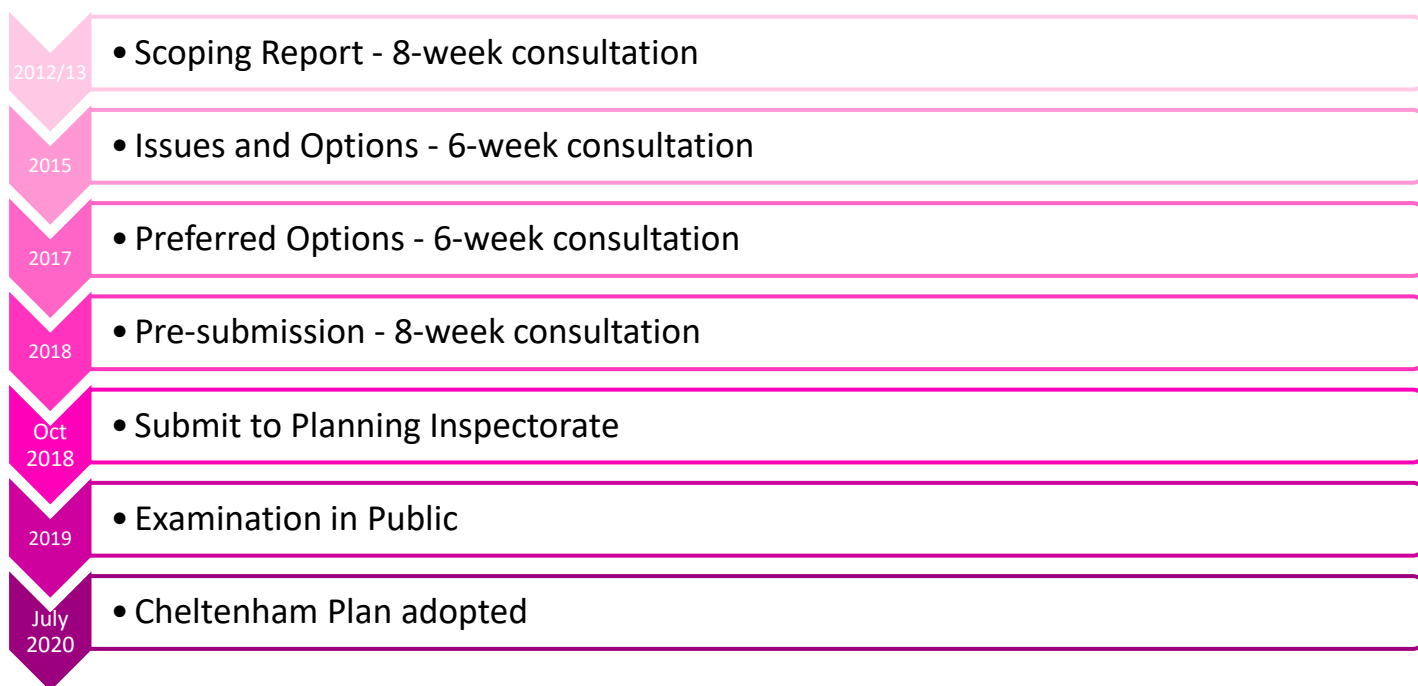 2012/13
• Scoping Report - 8-week consultation
2015
• Issues and Options - 6-week consultation
2017
• Preferred Options - 6-week consultation
2018
• Pre-submission - 8-week consultation
Oct
2018
• Submit to Planning Inspectorate
2019
• Examination in Public
July
2020
• Cheltenham Plan adopted